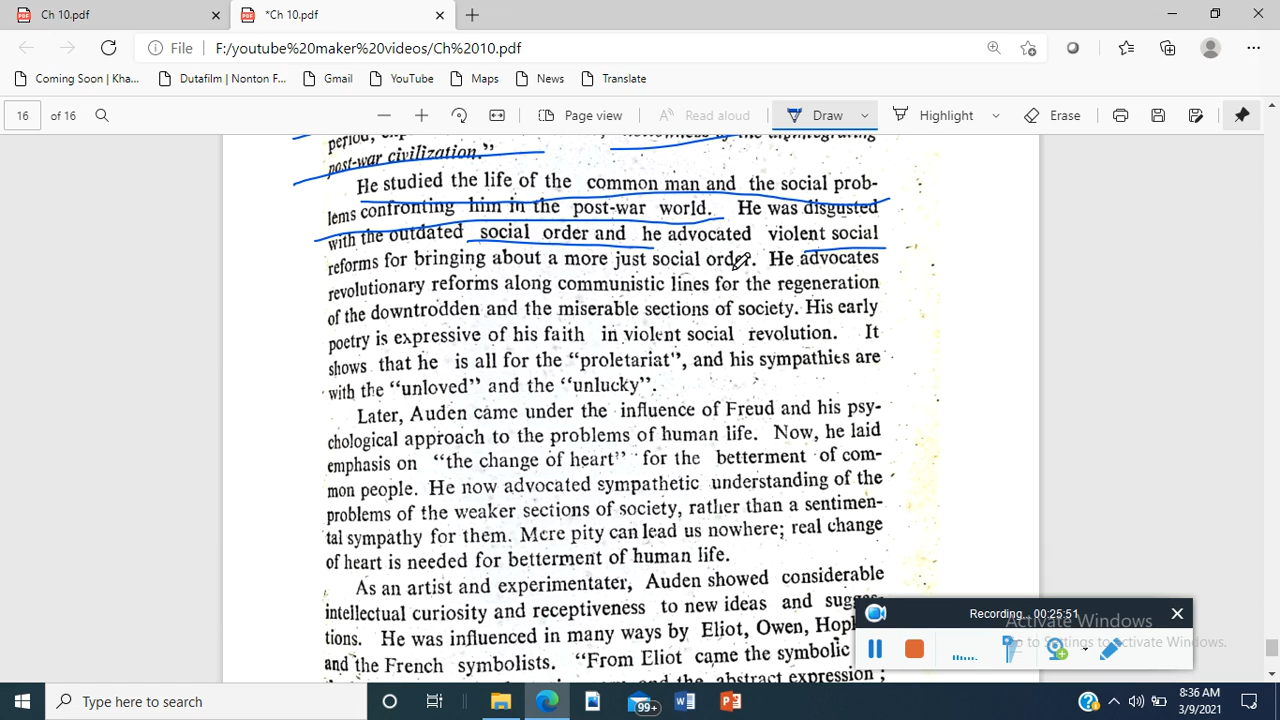 Ch 10.pdf
*Ch 10.pdf
File F:/youtube%20maker%20videos/Ch%2010.pdf
Coming Soon | Kha...
Dutafilm | Nonton F...
Gmail
YouTube
Maps
News
Translate
16 of 16
Page view
Read aloud
Draw
Highlight
Erase
period,
post-war civilization."
He studied the life of the common man and the social prob-
lems confronting him in the post-war world. He was disgusted
with the outdated social order and he advocated violent social
reforms for bringing about a more just social order. He advocates
revolutionary reforms along communistic lines for the regeneration
of the downtrodden and the miserable sections of society. His early
poetry is expressive of his faith in violent social revolution. It
shows that he is all for the "proletariat", and his sympathies are
with the "unloved" and the "unlucky".
Later, Auden came under the influence of Freud and his psy-
chological approach to the problems of human life. Now, he laid
emphasis on "the change of heart" for the betterment of com-
mon people. He now advocated sympathetic understanding of the
problems of the weaker sections of society, rather than a sentimen-
tal sympathy for them. Mere pity can lead us nowhere; real change
of heart is needed for betterment of human life.
As an artist and experimentater, Auden showed considerable
intellectual curiosity and receptiveness to new ideas and sugges-
tions. He was influenced in many ways by Eliot, Owen, Hop
and the French symbolists. "From Eliot came the symbolic
and the abstract expression ;
Recording... 00:25:51
Activate Windows
Go to Settings to activate Windows.
Type here to search
99+
8:36 AM
3/9/2021